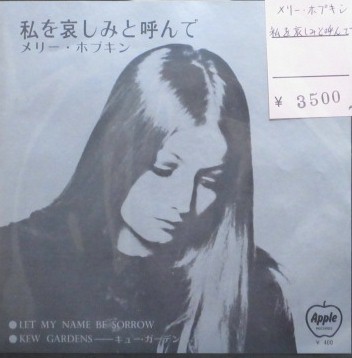 私を哀しみと呼んで
メリー・ホプキン
メリー・ホプキン
私を哀しみと呼んで
¥ 3500
●LET MY NAME BE SORROW
●KEW GARDENS——キュー・ガーデン
Apple
RECORDS